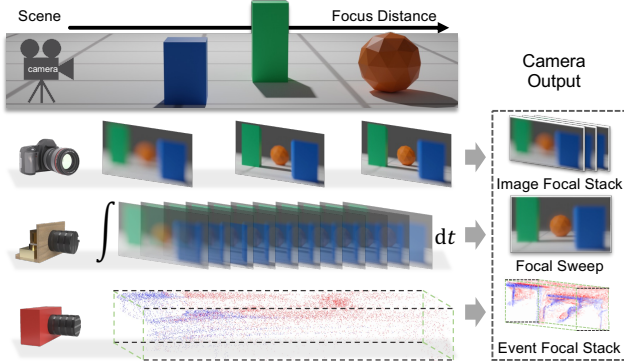 Scene
Focus Distance
camera
Camera
Output
Image Focal Stack
∫
dt
Focal Sweep
Event Focal Stack